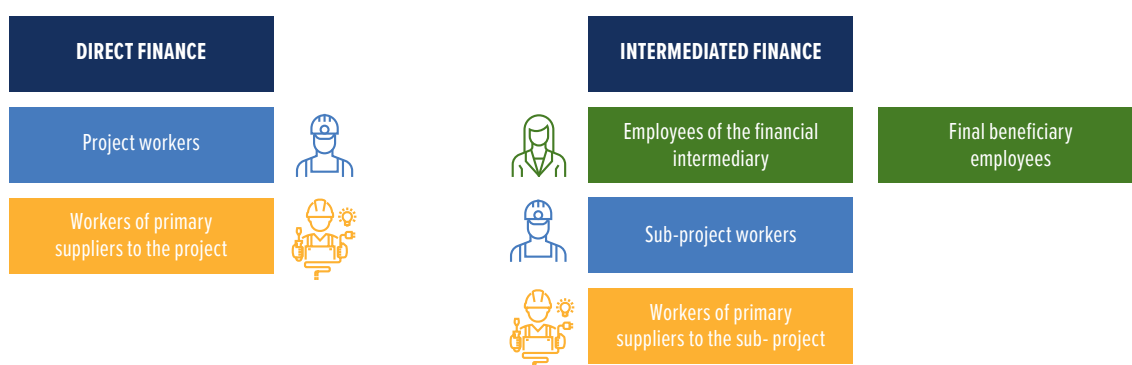 DIRECT FINANCE
Project workers
Workers of primary
suppliers to the project
INTERMEDIATED FINANCE
Employees of the financial
intermediary
Final beneficiary
employees
Sub-project workers
Workers of primary
suppliers to the sub- project